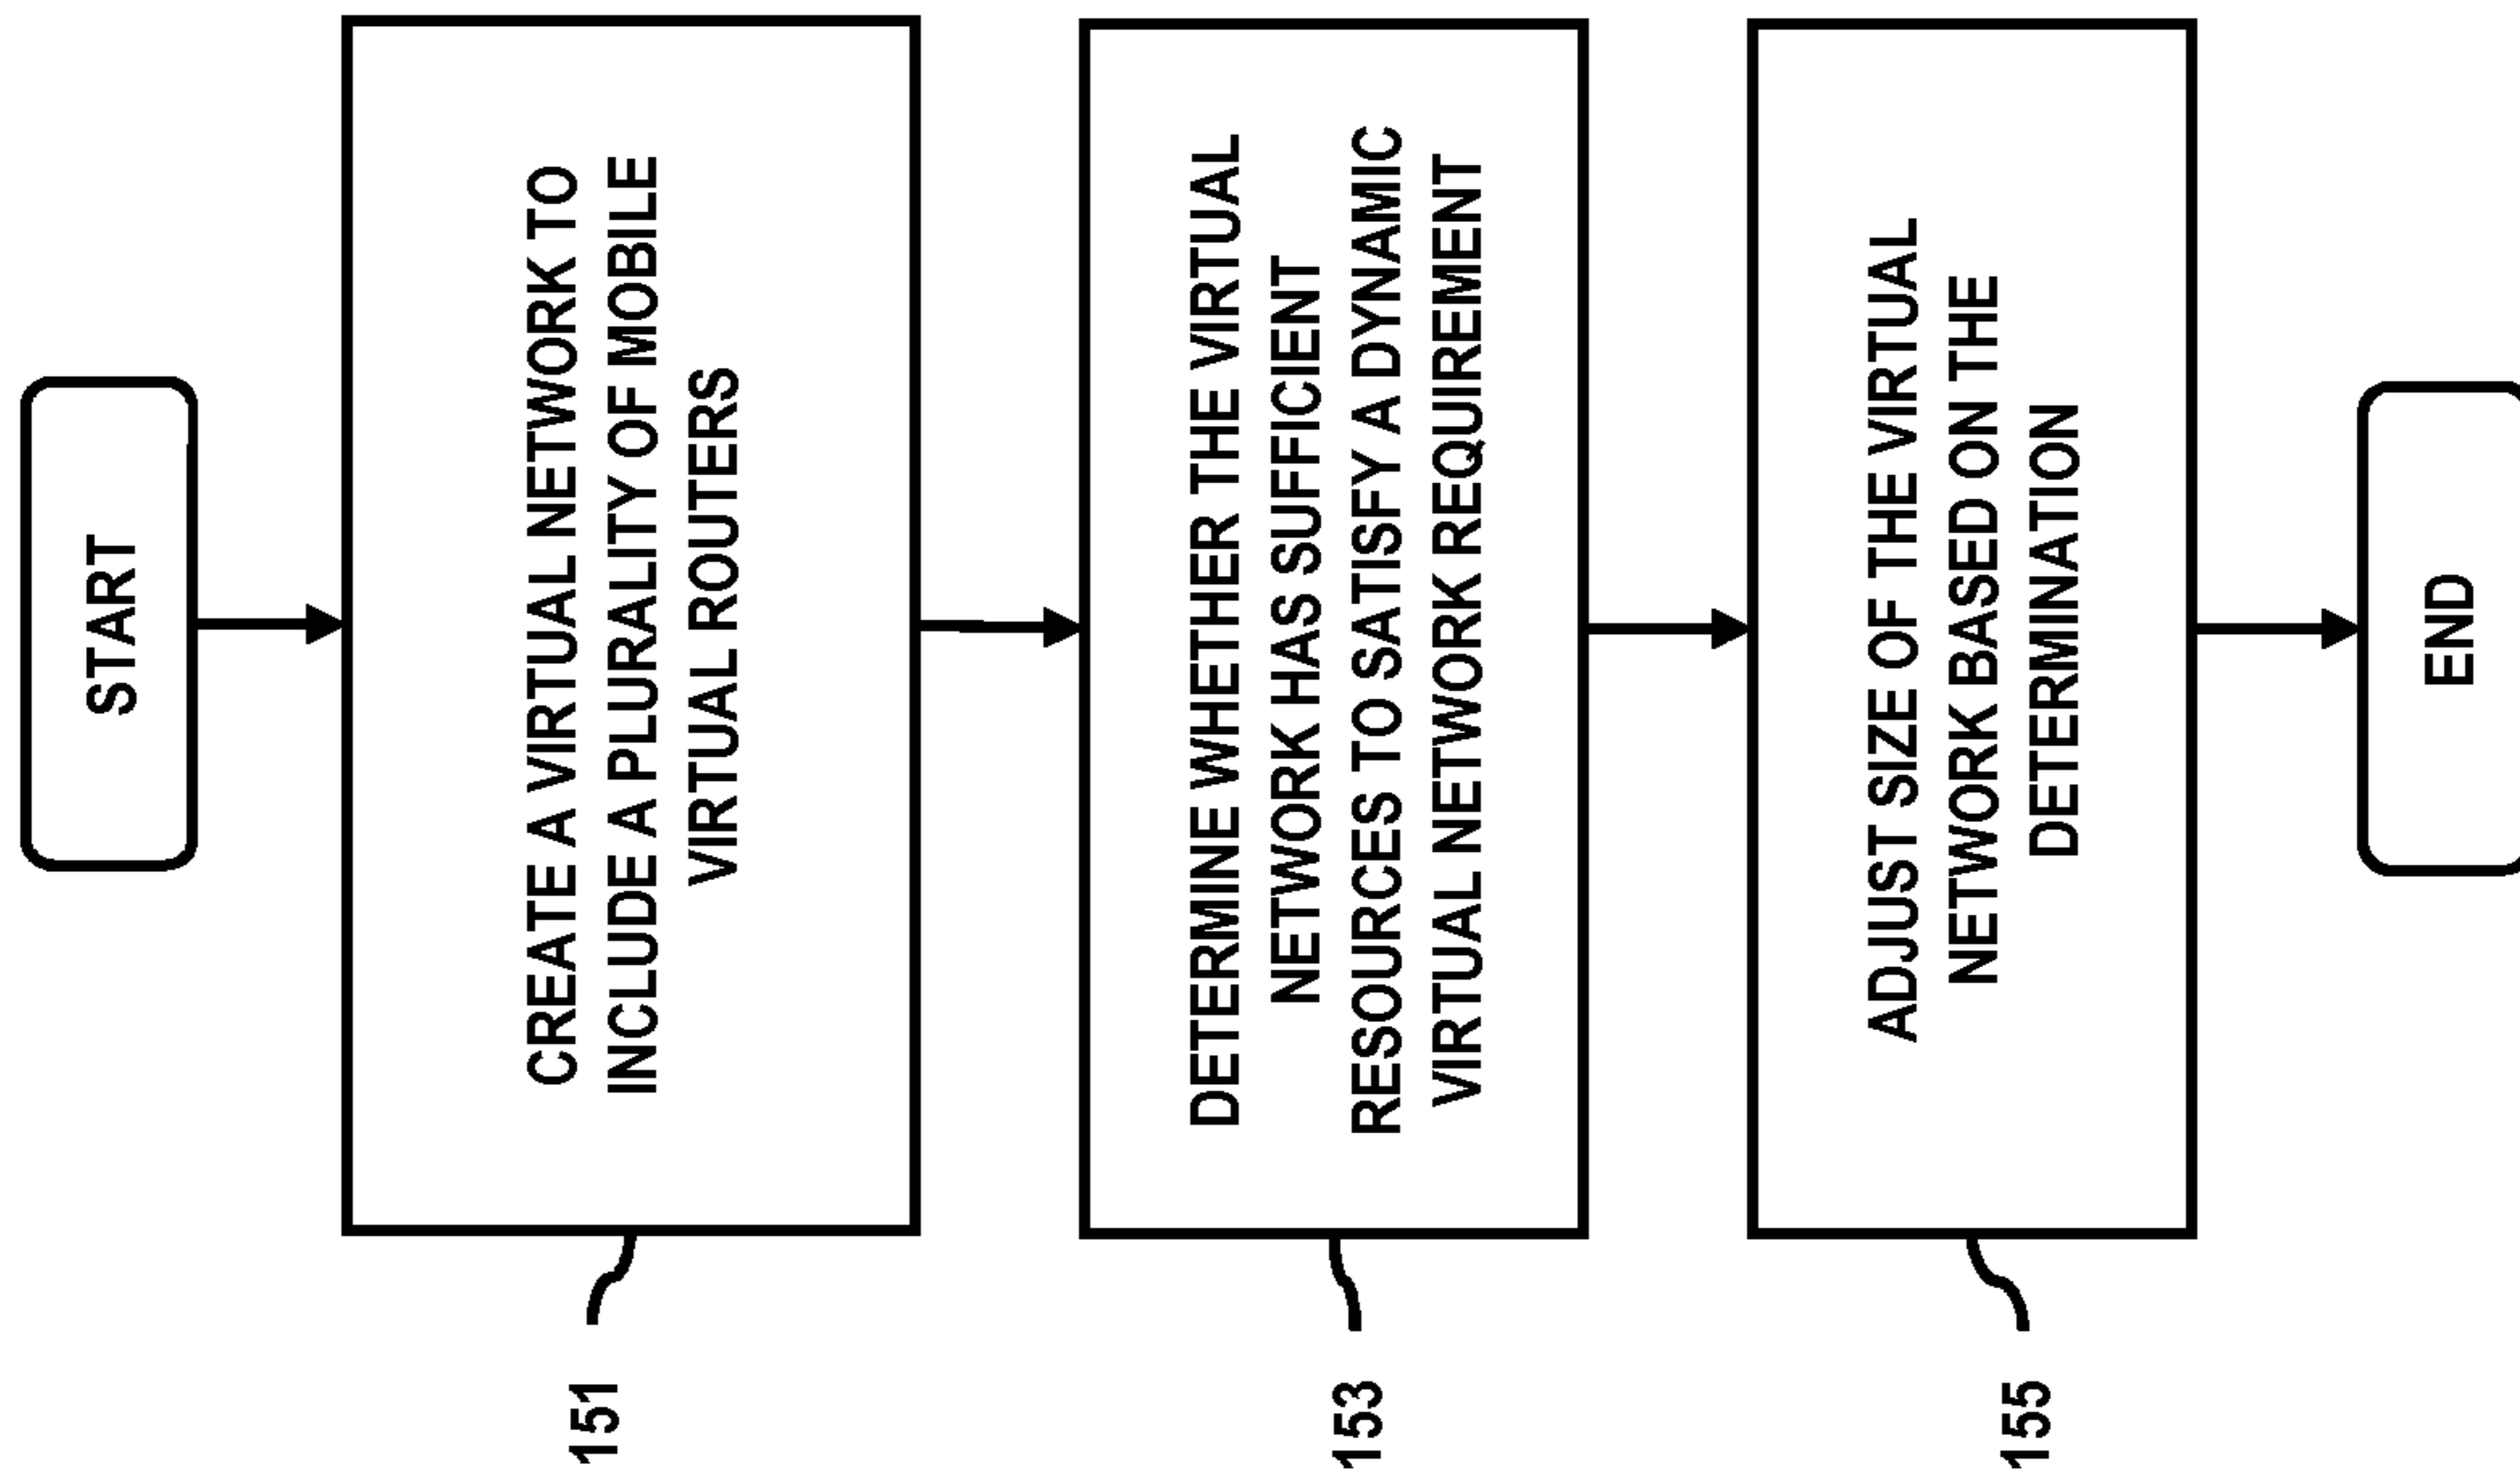 START
151
CREATE A VIRTUAL NETWORK TO
INCLUDE A PLURALITY OF MOBILE
VIRTUAL ROUTERS
153
DETERMINE WHETHER THE VIRTUAL
NETWORK HAS SUFFICIENT
RESOURCES TO SATISFY A DYNAMIC
VIRTUAL NETWORK REQUIREMENT
155
ADJUST SIZE OF THE VIRTUAL
NETWORK BASED ON THE
DETERMINATION
END